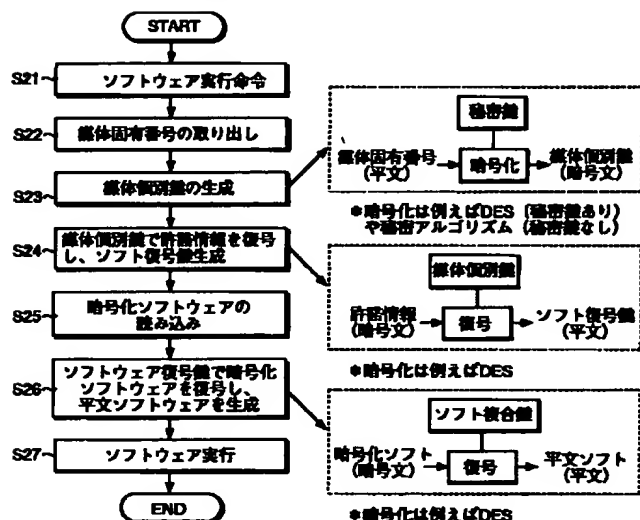 START
S21 ソフトウェア実行命令
S22 媒体固有番号の取り出し
S23 媒体個別鍵の生成
S24 媒体個別鍵で許諾情報を復号
し、ソフト復号鍵生成
S25 暗号化ソフトウェアの
読み込み
S26 ソフトウェア復号鍵で暗号化
ソフトウェアを復号し、
平文ソフトウェアを生成
S27 ソフトウェア実行
END
秘密鍵
媒体固有番号
(平文)
暗号化
媒体個別鍵
(暗号文)
*暗号化は例えばDES(秘密鍵あり)
や秘密アルゴリズム(秘密鍵なし)
媒体個別鍵
許諾情報
(暗号文)
復号
ソフト復号鍵
(平文)
*暗号化は例えばDES
ソフト複合鍵
暗号化ソフト
(暗号文)
復号
平文ソフト
(平文)
*暗号化は例えばDES